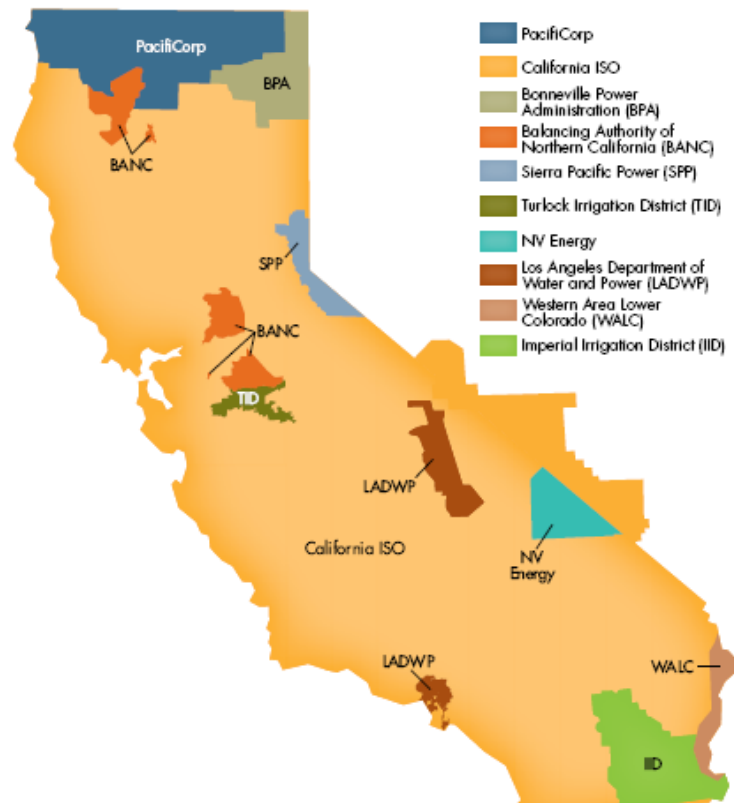 PacifiCorp
BPA
BANC
SPP
BANC
TID
LADWP
California ISO
NV
Energy
LADWP
WALC
IID
PacifiCorp
California ISO
Bonneville Power
Administration (BPA)
Balancing Authority of
Northern California (BANC)
Sierra Pacific Power (SPP)
Turlock Irrigation District (TID)
NV Energy
Los Angeles Department of
Water and Power (LADWP)
Western Area Lower
Colorado (WALC)
Imperial Irrigation District (IID)